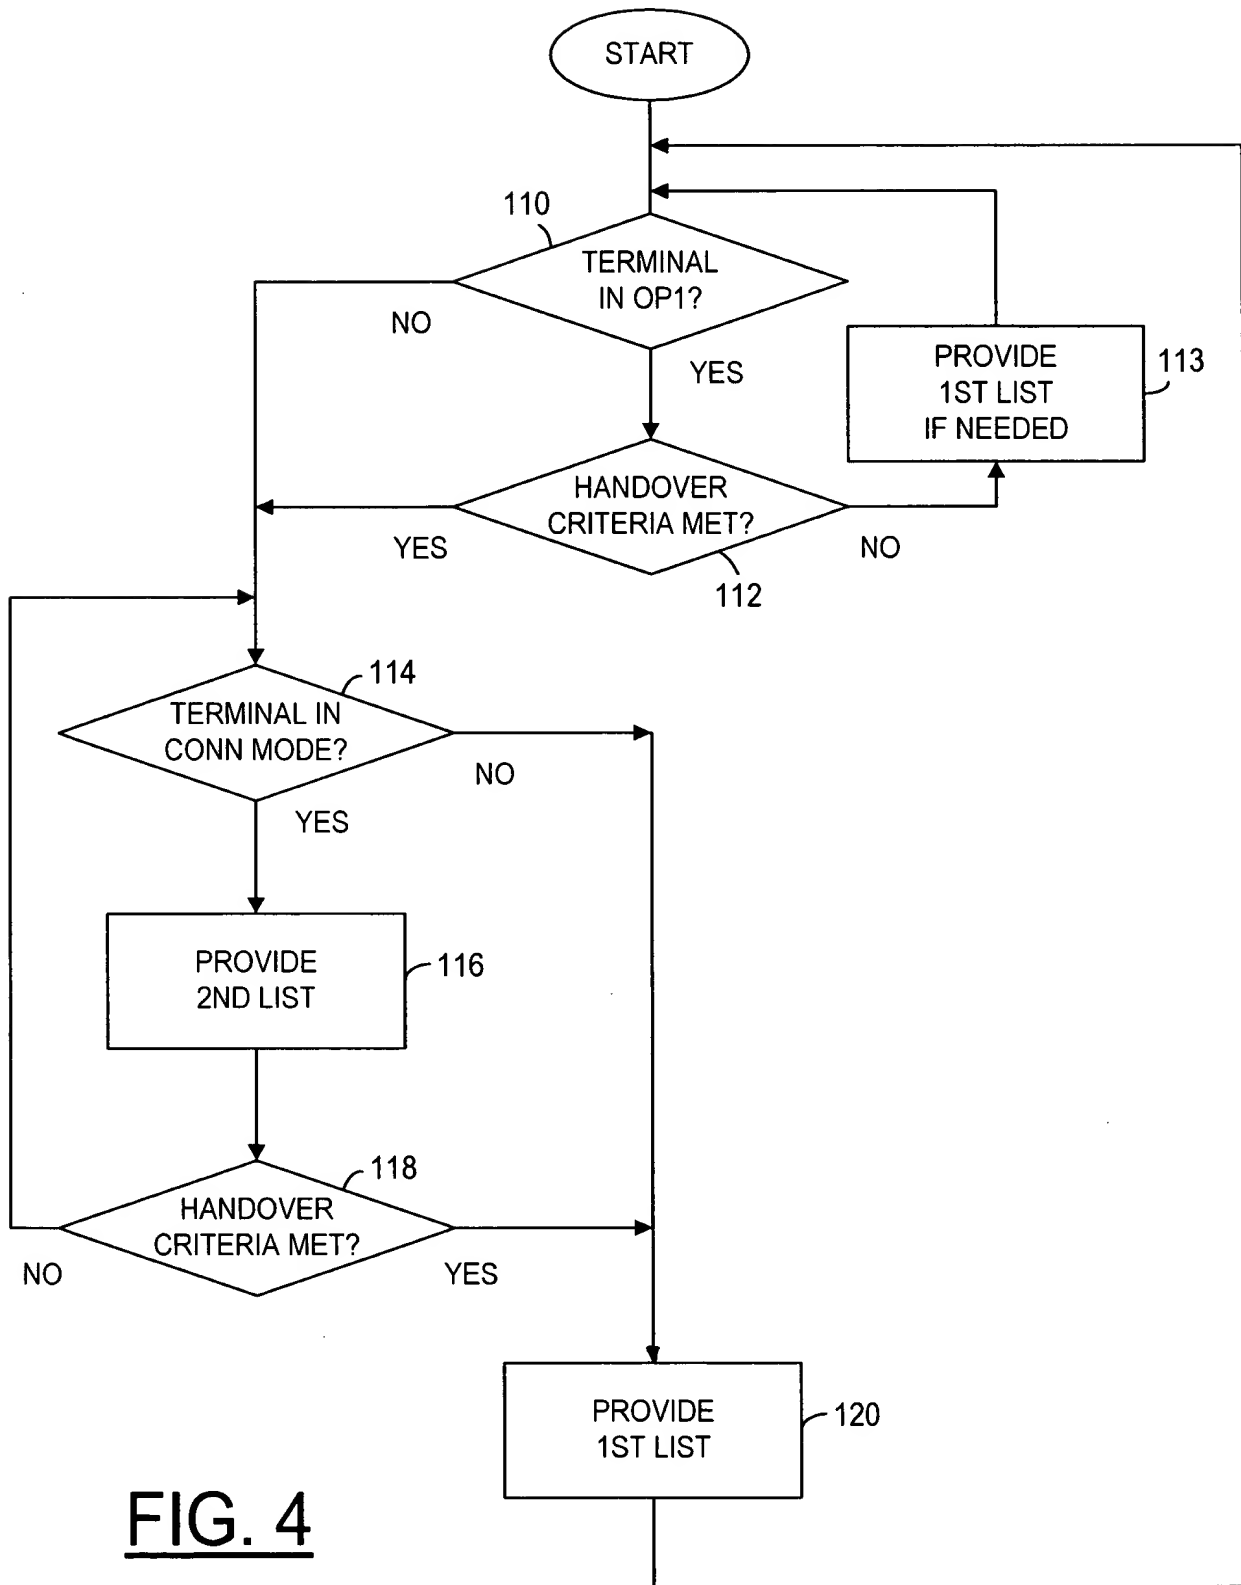 START
110
TERMINAL
IN OP1?
NO
YES
PROVIDE
1ST LIST
IF NEEDED
113
HANDOVER
CRITERIA MET?
YES
NO
112
114
TERMINAL IN
CONN MODE?
NO
YES
PROVIDE
2ND LIST
116
118
HANDOVER
CRITERIA MET?
NO
YES
PROVIDE
1ST LIST
120
FIG. 4